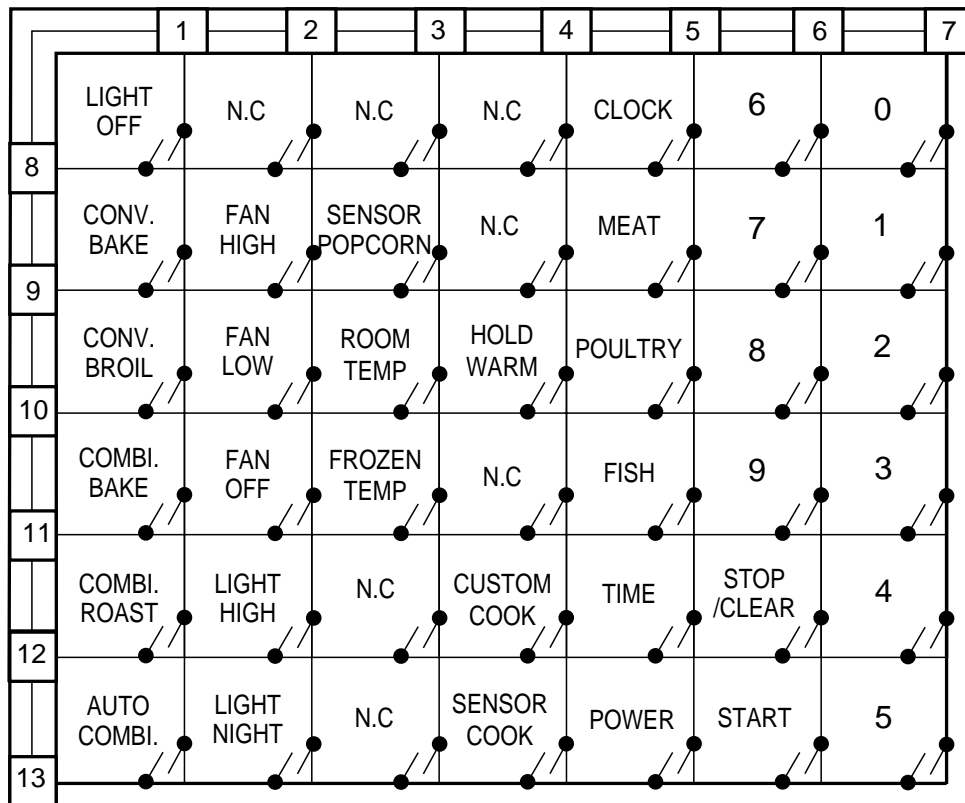 1 2 3 4 5 6 7
LIGHT
OFF
N.C
N.C
N.C
CLOCK
6
0
8
CONV.
BAKE
FAN
HIGH
SENSOR
POPCORN
N.C
MEAT
7
1
9
CONV.
BROIL
FAN
LOW
ROOM
TEMP
HOLD
WARM
POULTRY
8
2
10
COMBI.
BAKE
FAN
OFF
FROZEN
TEMP
N.C
FISH
9
3
11
COMBI.
ROAST
LIGHT
HIGH
N.C
CUSTOM
COOK
TIME
STOP
/CLEAR
4
12
AUTO
COMBI.
LIGHT
NIGHT
N.C
SENSOR
COOK
POWER
START
5
13